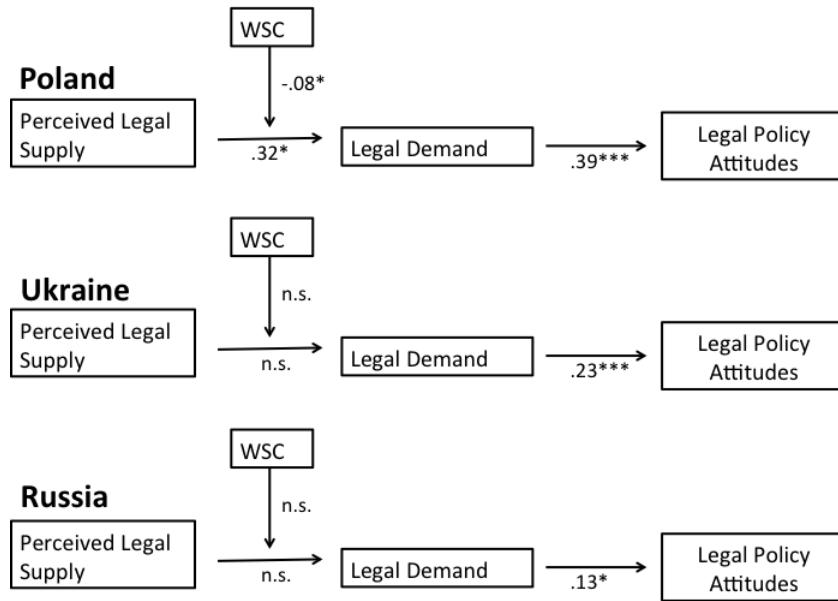 WSC
Poland
-.08*
Perceived Legal
Supply
.32*
Legal Demand
.39***
Legal Policy
Attitudes
WSC
Ukraine
n.s.
Perceived Legal
Supply
n.s.
Legal Demand
.23***
Legal Policy
Attitudes
WSC
Russia
n.s.
Perceived Legal
Supply
n.s.
Legal Demand
.13*
Legal Policy
Attitudes